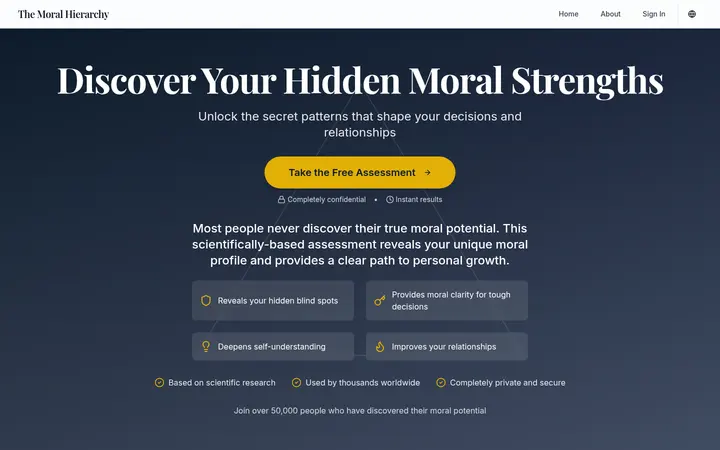 The Moral Hierarchy
Home About Sign In
Discover Your Hidden Moral Strengths
Unlock the secret patterns that shape your decisions and
relationships
Take the Free Assessment →
Completely confidential • Instant results
Most people never discover their true moral potential. This
scientifically-based assessment reveals your unique moral
profile and provides a clear path to personal growth.
Reveals your hidden blind spots
Provides moral clarity for tough
decisions
Deepens self-understanding
Improves your relationships
Based on scientific research
Used by thousands worldwide
Completely private and secure
Join over 50,000 people who have discovered their moral potential